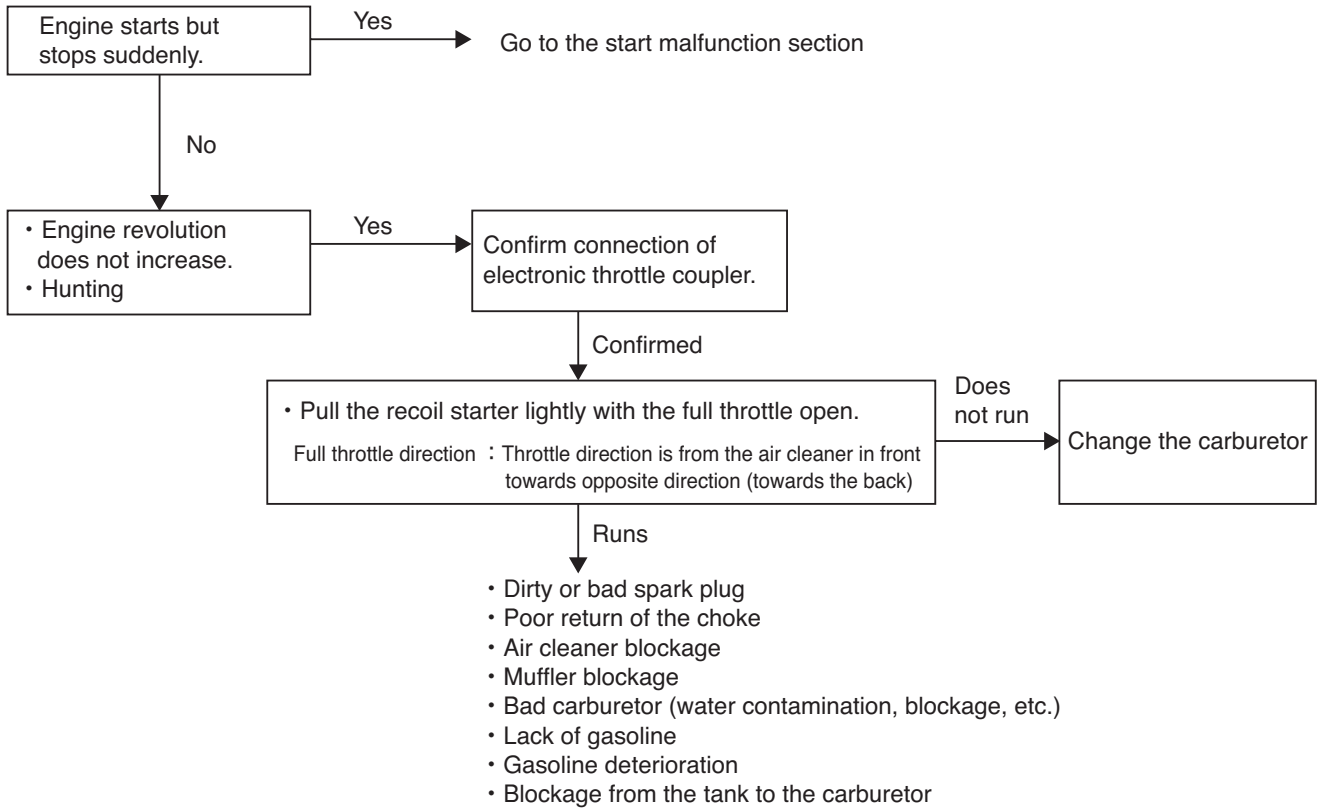 Engine starts but
stops suddenly.
Yes
Go to the start malfunction section
No
・Engine revolution
does not increase.
・Hunting
Yes
Confirm connection of
electronic throttle coupler.
Confirmed
・Pull the recoil starter lightly with the full throttle open.
Full throttle direction : Throttle direction is from the air cleaner in front
towards opposite direction (towards the back)
Does
not run
Change the carburetor
Runs
・Dirty or bad spark plug
・Poor return of the choke
・Air cleaner blockage
・Muffler blockage
・Bad carburetor (water contamination, blockage, etc.)
・Lack of gasoline
・Gasoline deterioration
・Blockage from the tank to the carburetor